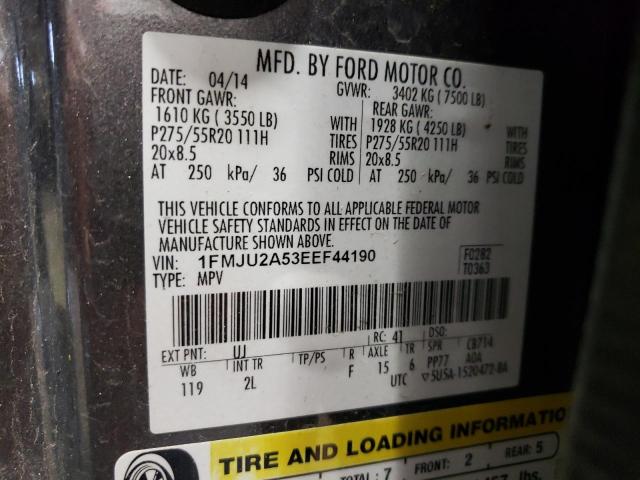 MFD. BY FORD MOTOR CO.
DATE: 04/14 GVWR: 3402 KG ( 7500 LB)
FRONT GAWR: REAR GAWR:
1610 KG ( 3550 LB) WITH 1928 KG ( 4250 LB) WITH
P275/55R20 111H TIRES P275/55R20 111H TIRES
20x8.5 RIMS 20x8.5 RIMS
AT 250 kPa/ 36 PSI COLD AT 250 kPa/ 36 PSI COLD
THIS VEHICLE CONFORMS TO ALL APPLICABLE FEDERAL MOTOR
VEHICLE SAFETY STANDARDS IN EFFECT ON THE DATE OF
MANUFACTURE SHOWN ABOVE.
VIN: 1FMJU2A53EEF44190 F0282
TYPE: MPV T0363
EXT PNT: UJ RC: 41 DSO:
WB INT TR TP/PS R AXLE TR SPR C8714
119 2L F 15 6 PP77 A0A
UTC ▽5U5A-1520472-BA
TIRE AND LOADING INFORMATIO
TOTAL: 7 FRONT: 2 REAR: 5
lbs.